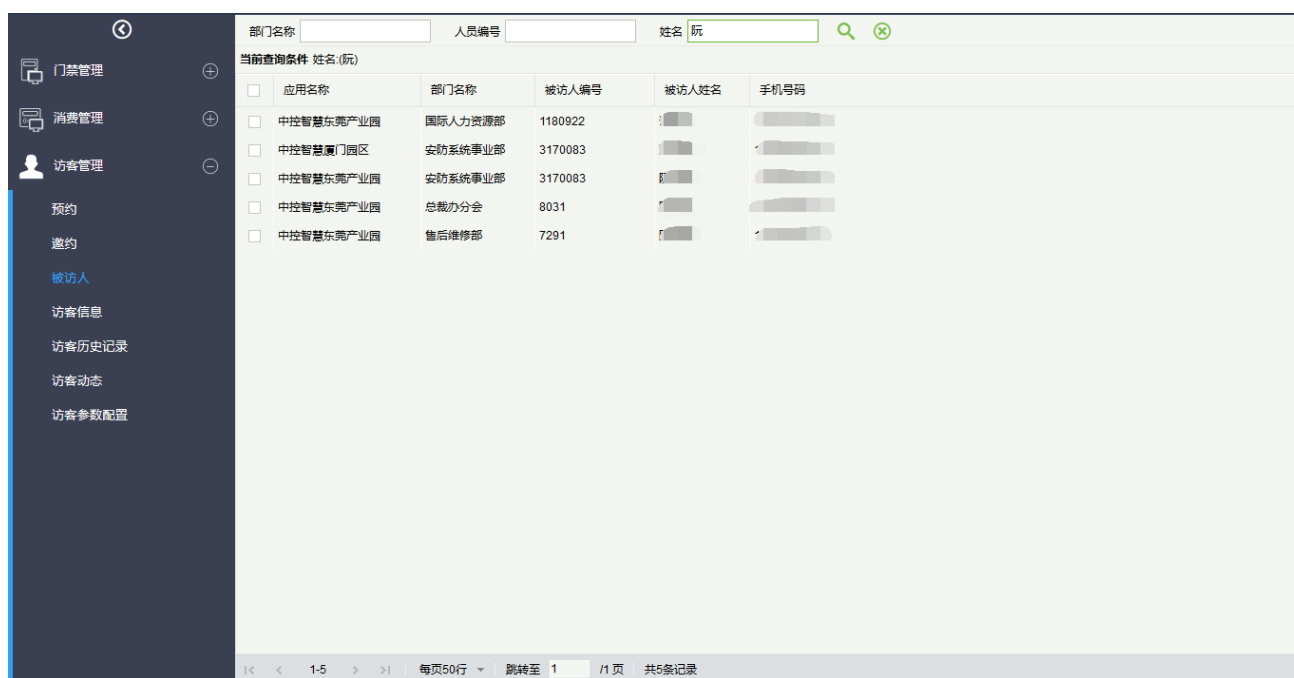 部门名称 人员编号 姓名 阮
当前查询条件 姓名:(阮)
门禁管理
消费管理
访客管理
预约
邀约
被访人
访客信息
访客历史记录
访客动态
访客参数配置
应用名称 部门名称 被访人编号 被访人姓名 手机号码
中控智慧东莞产业园 国际人力资源部 1180922
中控智慧厦门园区 安防系统事业部 3170083
中控智慧东莞产业园 安防系统事业部 3170083
中控智慧东莞产业园 总裁办分会 8031
中控智慧东莞产业园 售后维修部 7291
1-5 每页50行 跳转至 1 /1 页 共5条记录